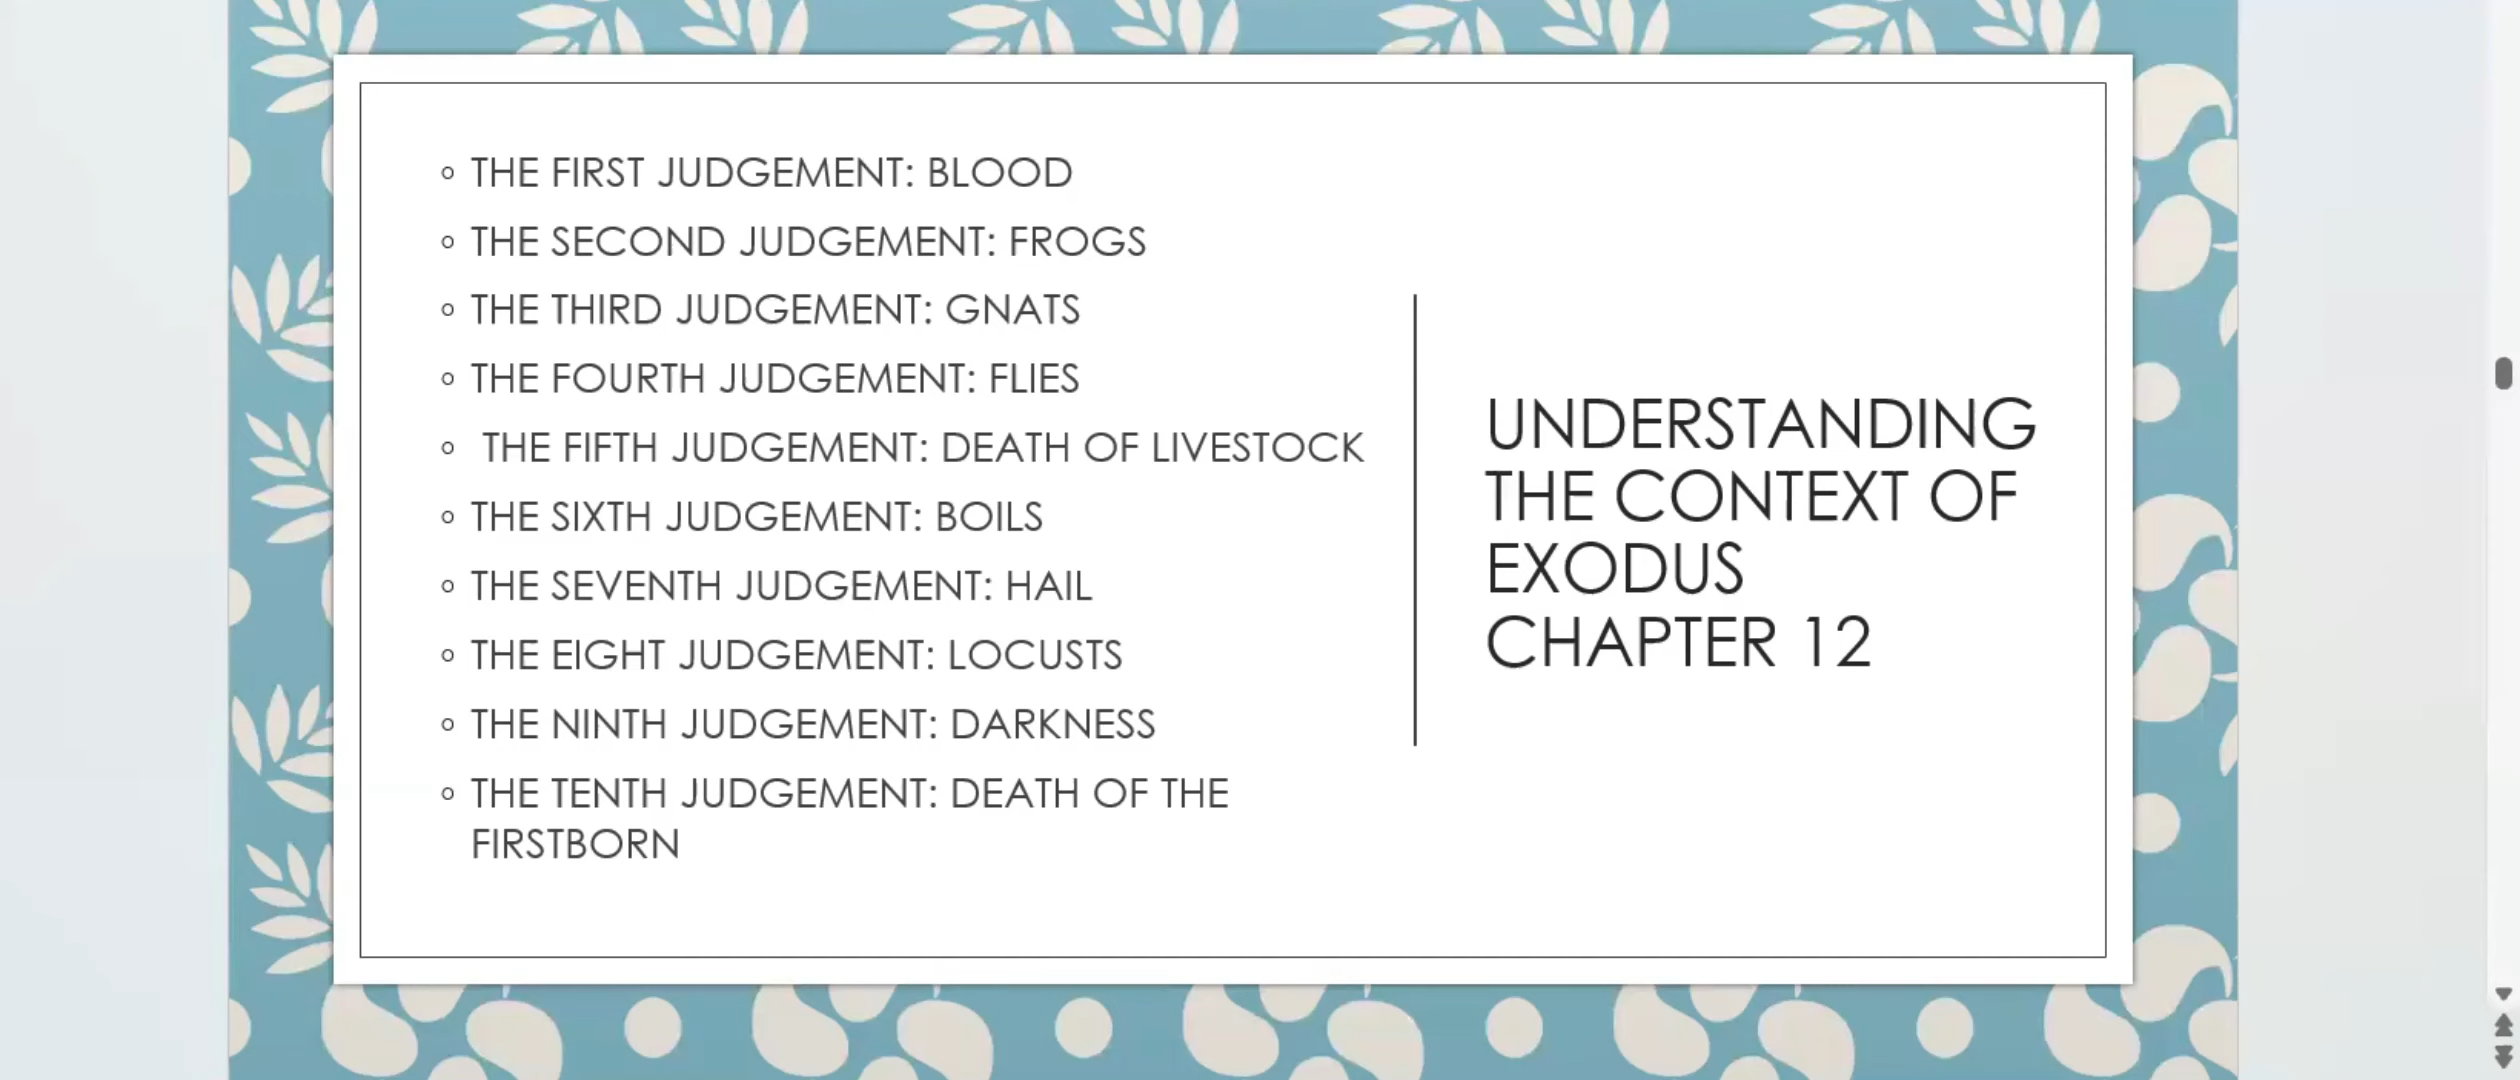 THE FIRST JUDGEMENT: BLOOD
THE SECOND JUDGEMENT: FROGS
THE THIRD JUDGEMENT: GNATS
THE FOURTH JUDGEMENT: FLIES
THE FIFTH JUDGEMENT: DEATH OF LIVESTOCK
THE SIXTH JUDGEMENT: BOILS
THE SEVENTH JUDGEMENT: HAIL
THE EIGHT JUDGEMENT: LOCUSTS
THE NINTH JUDGEMENT: DARKNESS
THE TENTH JUDGEMENT: DEATH OF THE
FIRSTBORN
UNDERSTANDING
THE CONTEXT OF
EXODUS
CHAPTER 12